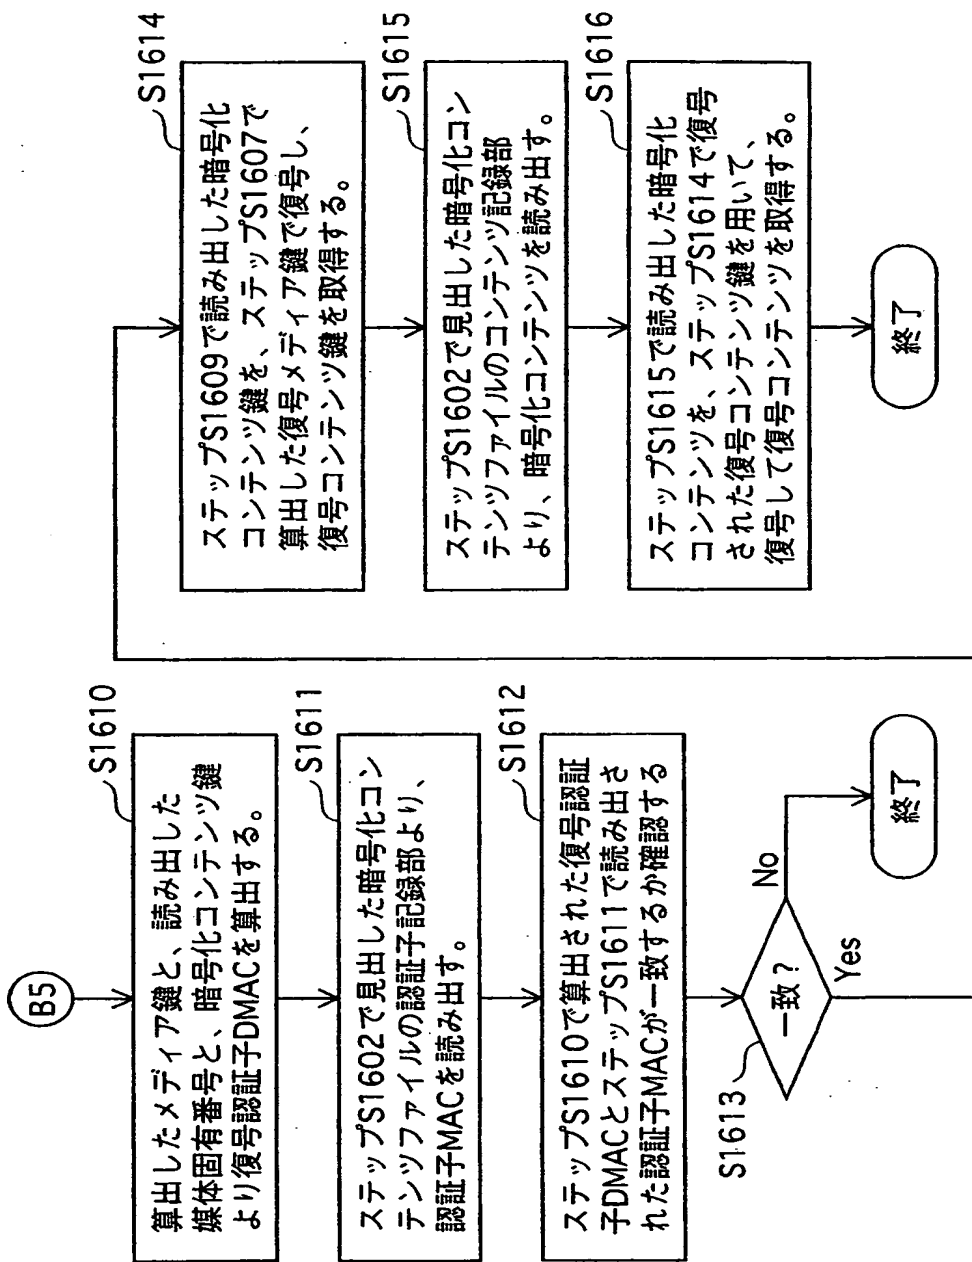 B5
S1610
算出したメディア鍵と、読み出した
媒体固有番号と、暗号化コンテンツ鍵
より復号認証子DMACを算出する。
S1611
ステップS1602で見出した暗号化コン
テンツファイルの認証子記録部より、
認証子MACを読み出す。
S1612
ステップS1610で算出された復号認証
子DMACとステップS1611で読み出さ
れた認証子MACが一致するか確認する
S1613
一致?
No
Yes
終了
S1614
ステップS1609で読み出した暗号化
コンテンツ鍵を、ステップS1607で
算出した復号メディア鍵で復号し、
復号コンテンツ鍵を取得する。
S1615
ステップS1602で見出した暗号化コン
テンツファイルのコンテンツ記録部
より、暗号化コンテンツを読み出す。
S1616
ステップS1615で読み出した暗号化
コンテンツを、ステップS1614で復号
された復号コンテンツ鍵を用いて、
復号して復号コンテンツを取得する。
終了